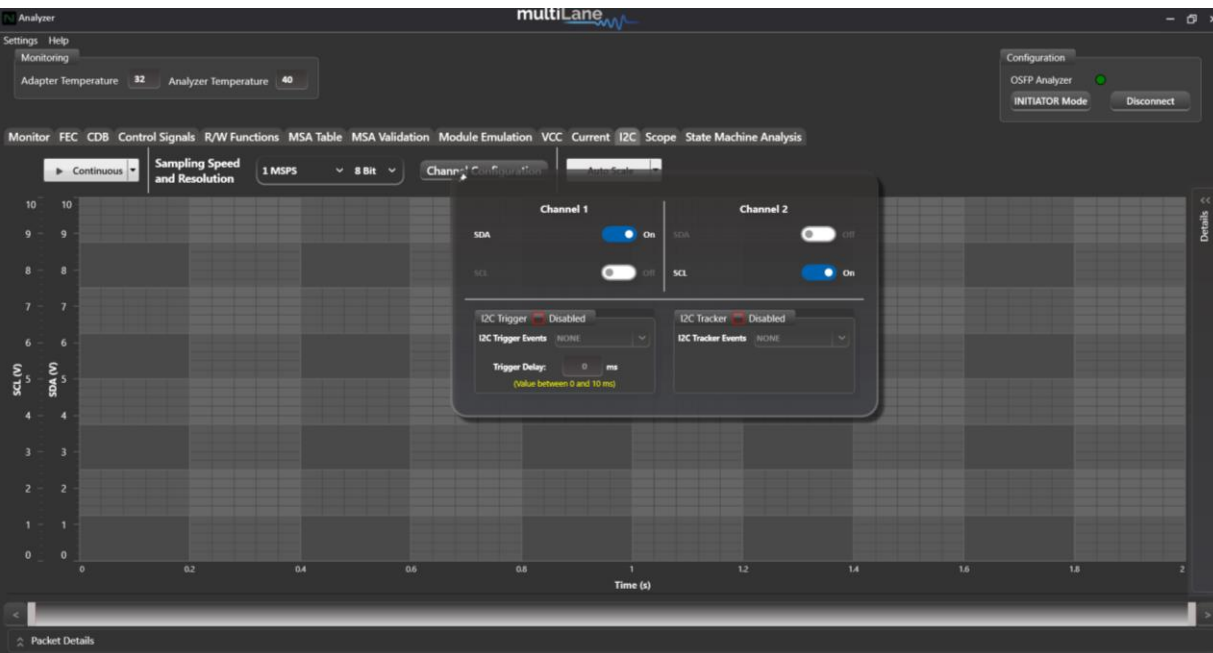 Analyzer
multiLane
Settings Help
Monitoring
Adapter Temperature 32 Analyzer Temperature 40
Configuration
OSFP Analyzer
INITIATOR Mode Disconnect
Monitor FEC CDB Control Signals R/W Functions MSA Table MSA Validation Module Emulation VCC Current I2C Scope State Machine Analysis
Continuous
Sampling Speed
and Resolution
1 MSPS 8 Bit Channel Configuration Auto Scale
Channel 1 Channel 2
SDA On SDA Off
SCL Off SCL On
I2C Trigger Disabled I2C Tracker Disabled
I2C Trigger Events NONE I2C Tracker Events NONE
Trigger Delay: 0 ms
(Value between 0 and 10 ms)
<< Details
SCL (V) SDA (V)
10 10
9 9
8 8
7 7
6 6
5 5
4 4
3 3
2 2
1 1
0 0
0 0.2 0.4 0.6 0.8 1 1.2 1.4 1.6 1.8 2
Time (s)
< >
Packet Details